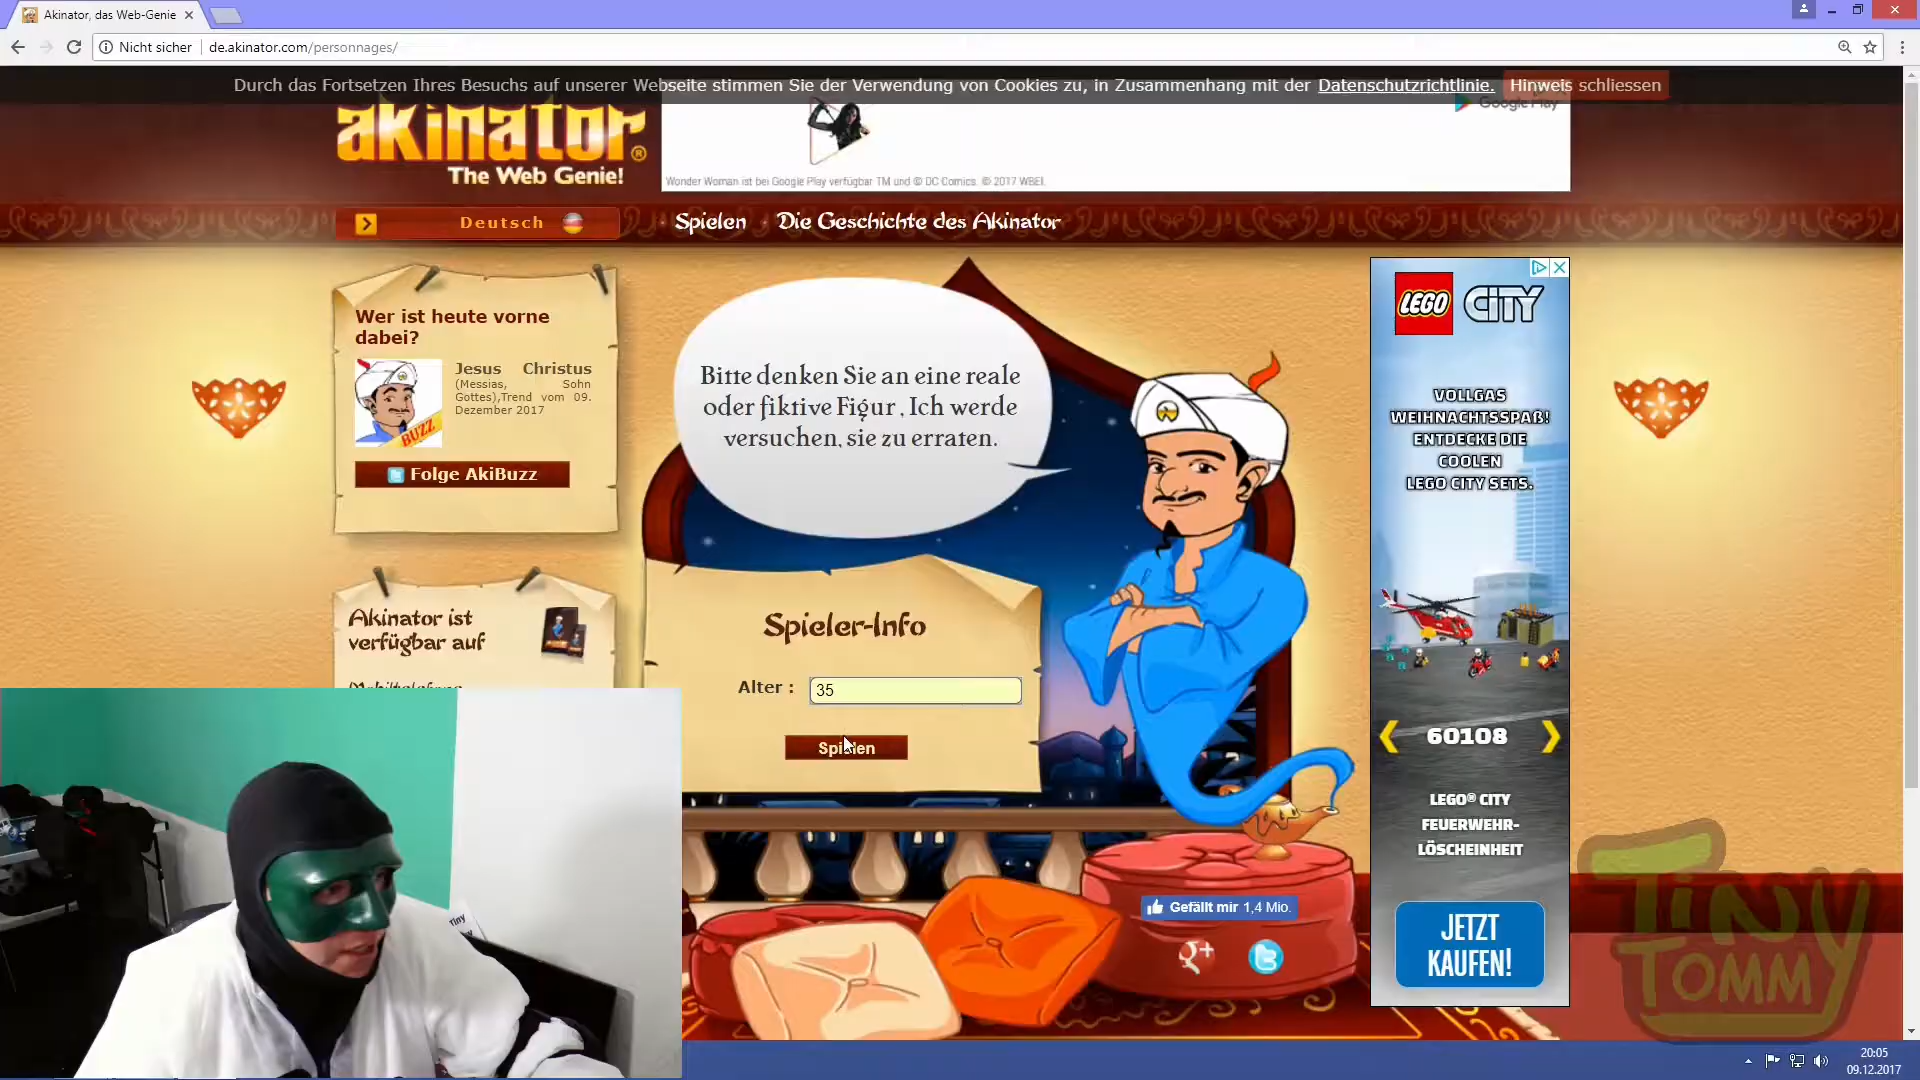 Akinator, das Web-Genie
Nicht sicher
de.akinator.com/personnages/
Durch das Fortsetzen Ihres Besuchs auf unserer Webseite stimmen Sie der Verwendung von Cookies zu, in Zusammenhang mit der Datenschutzrichtlinie. Hinweis schliessen
akinator®
The Web Genie!
Google Play
Wonder Woman ist bei Google Play verfügbar TM und © DC Comics. © 2017 WBEI.
Deutsch
Spielen
Die Geschichte des Akinator
Wer ist heute vorne
dabei?
Jesus Christus
(Messias, Sohn
Gottes),Trend vom 09.
Dezember 2017
BUZZ
Folge AkiBuzz
Akinator ist
verfügbar auf
Bitte denken Sie an eine reale
oder fiktive Figur , Ich werde
versuchen, sie zu erraten.
Spieler-Info
Alter :
35
Spielen
LEGO CITY
VOLLGAS
WEIHNACHTSSPAß!
ENTDECKE DIE
COOLEN
LEGO CITY SETS.
60108
LEGO® CITY
FEUERWEHR-
LÖSCHEINHEIT
JETZT
KAUFEN!
Gefällt mir 1,4 Mio.
g+
Tiny
TINY
TOMMY
20:05
09.12.2017